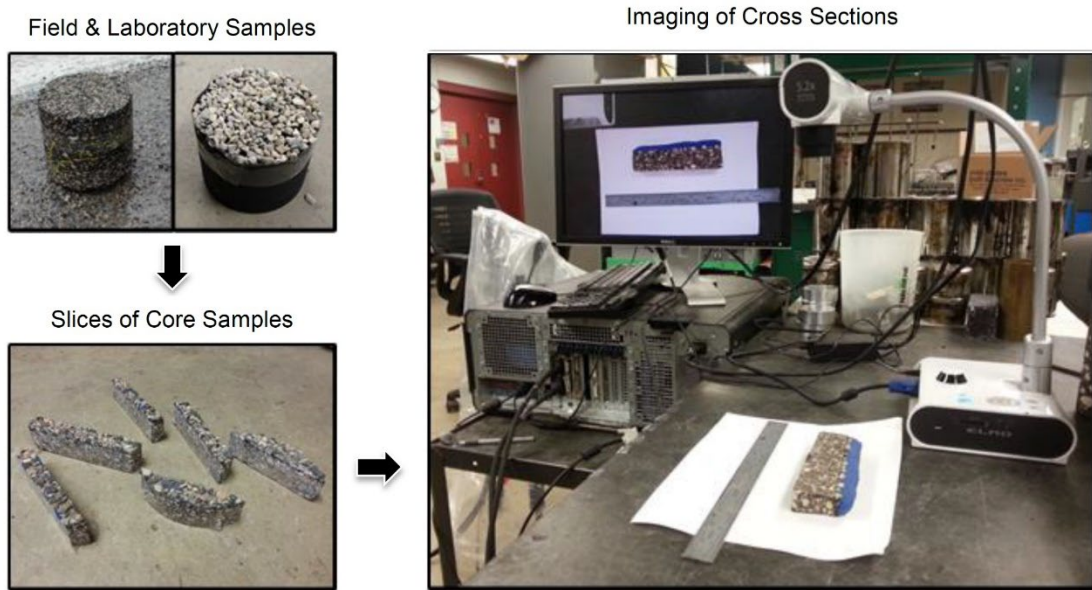 Field & Laboratory Samples
Imaging of Cross Sections
Slices of Core Samples
5.2x
ELMO